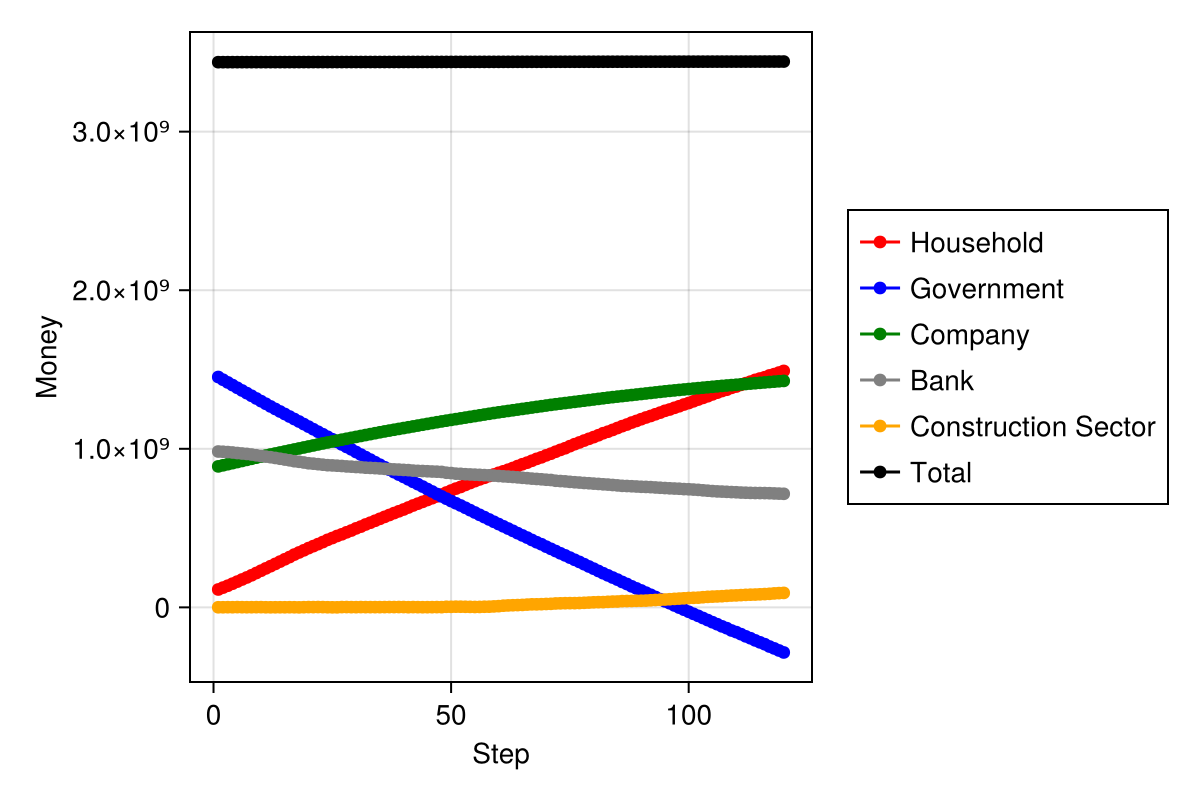 3.0×10⁹
2.0×10⁹
1.0×10⁹
0
Money
0
50
100
Step
Household
Government
Company
Bank
Construction Sector
Total